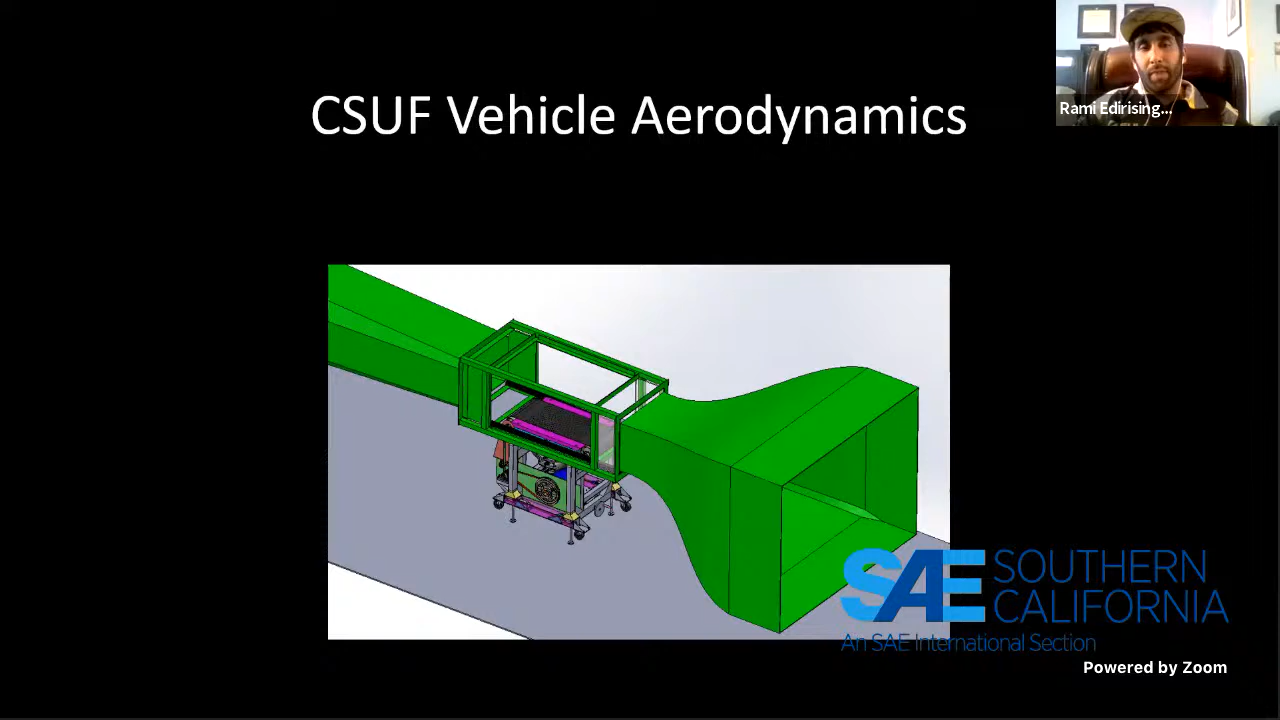 CSUF Vehicle Aerodynamics
Rami Edirising...
SAE SOUTHERN
CALIFORNIA
An SAE International Section
Powered by Zoom